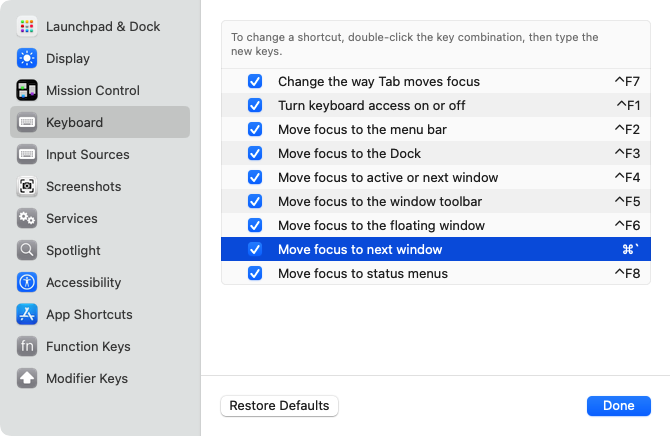 Launchpad & Dock
Display
Mission Control
Keyboard
Input Sources
Screenshots
Services
Spotlight
Accessibility
App Shortcuts
fn Function Keys
Modifier Keys
To change a shortcut, double-click the key combination, then type the
new keys.
Change the way Tab moves focus ^F7
Turn keyboard access on or off ^F1
Move focus to the menu bar ^F2
Move focus to the Dock ^F3
Move focus to active or next window ^F4
Move focus to the window toolbar ^F5
Move focus to the floating window ^F6
Move focus to next window ⌘`
Move focus to status menus ^F8
Restore Defaults Done